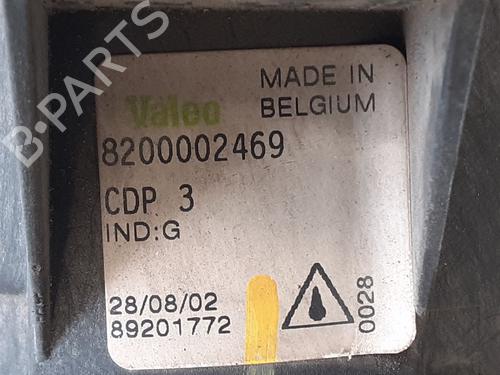 B-PARTS
MADE IN
BELGIUM
Valeo
8200002469
CDP 3
IND:G
28/08/02
89201772
0028